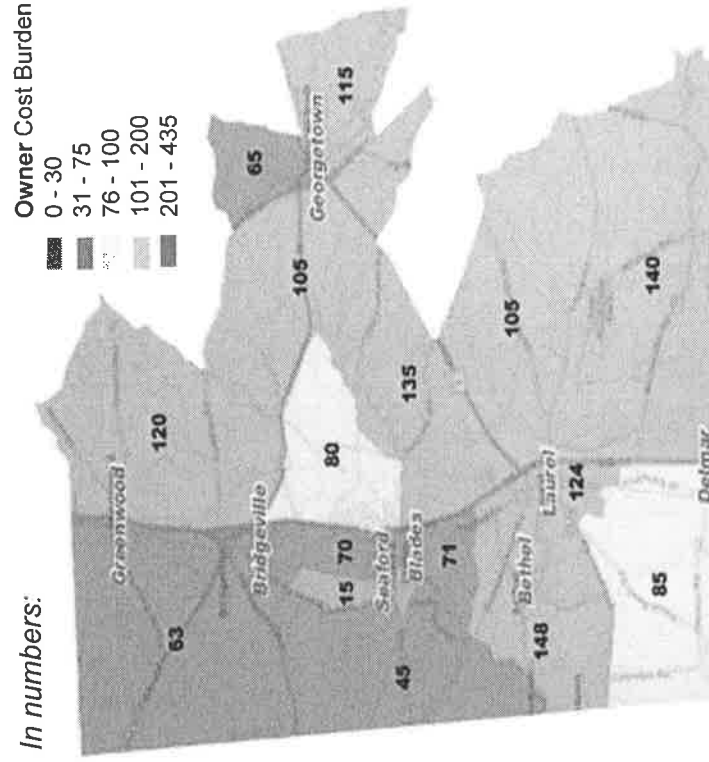 In numbers:
Owner Cost Burden
0 - 30
31 - 75
76 - 100
101 - 200
201 - 435
65
115
Georgetown
105
120
Greenwood
63
Bridgeville
80
135
105
140
70
15
Seaford
Blades
71
45
Laurel
124
Bethel
148
85
Delmar